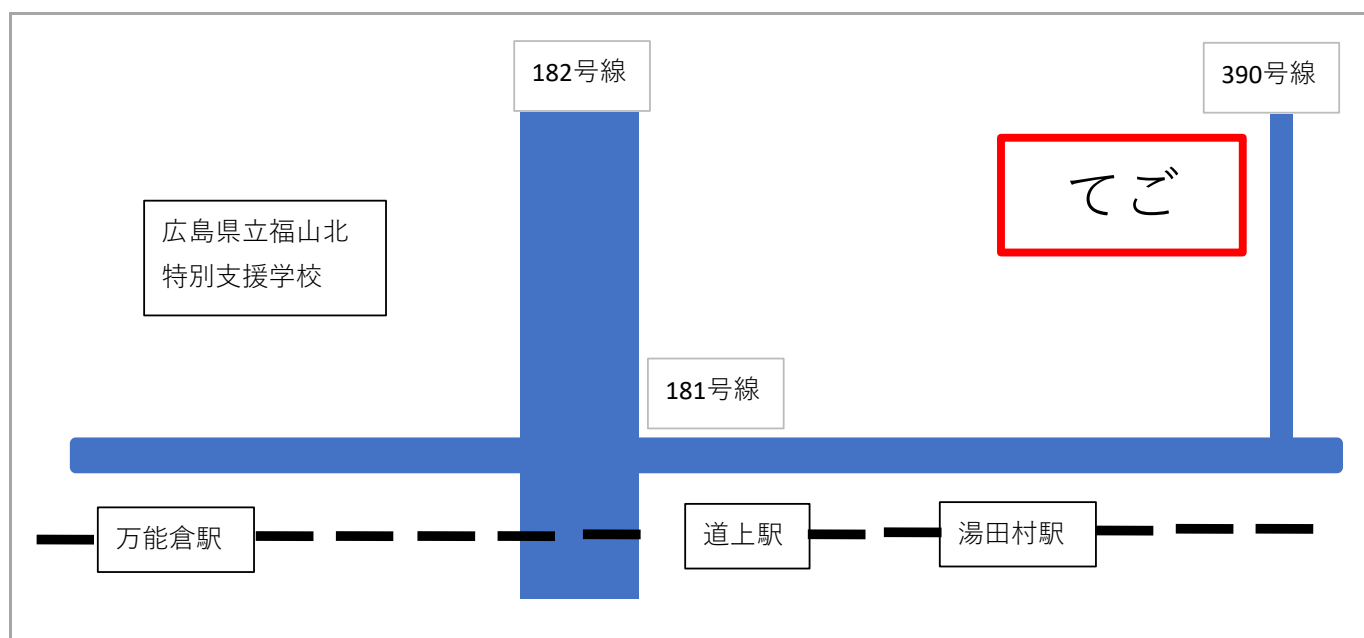 182号線
390号線
てご
広島県立福山北
特別支援学校
181号線
万能倉駅
道上駅
湯田村駅